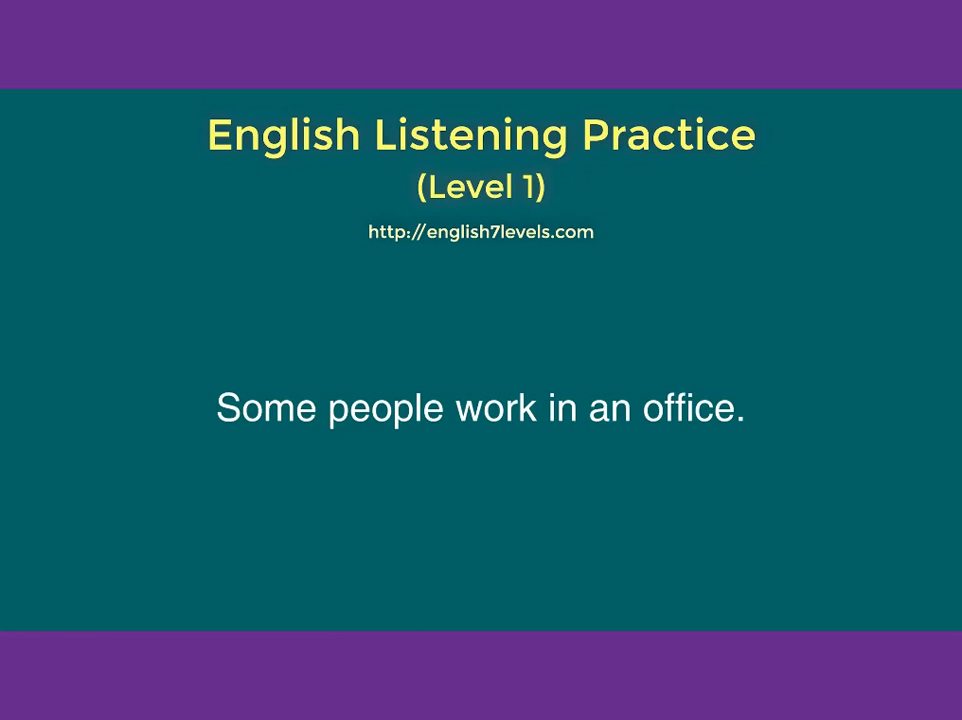 English Listening Practice
(Level 1)
http://english7levels.com
Some people work in an office.